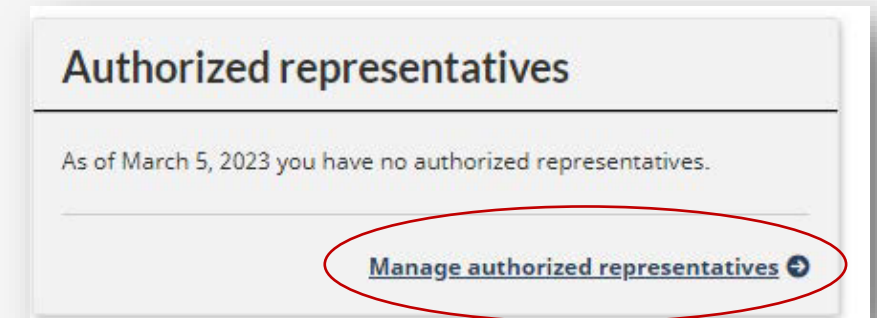 Authorized representatives
As of March 5, 2023 you have no authorized representatives.
Manage authorized representatives